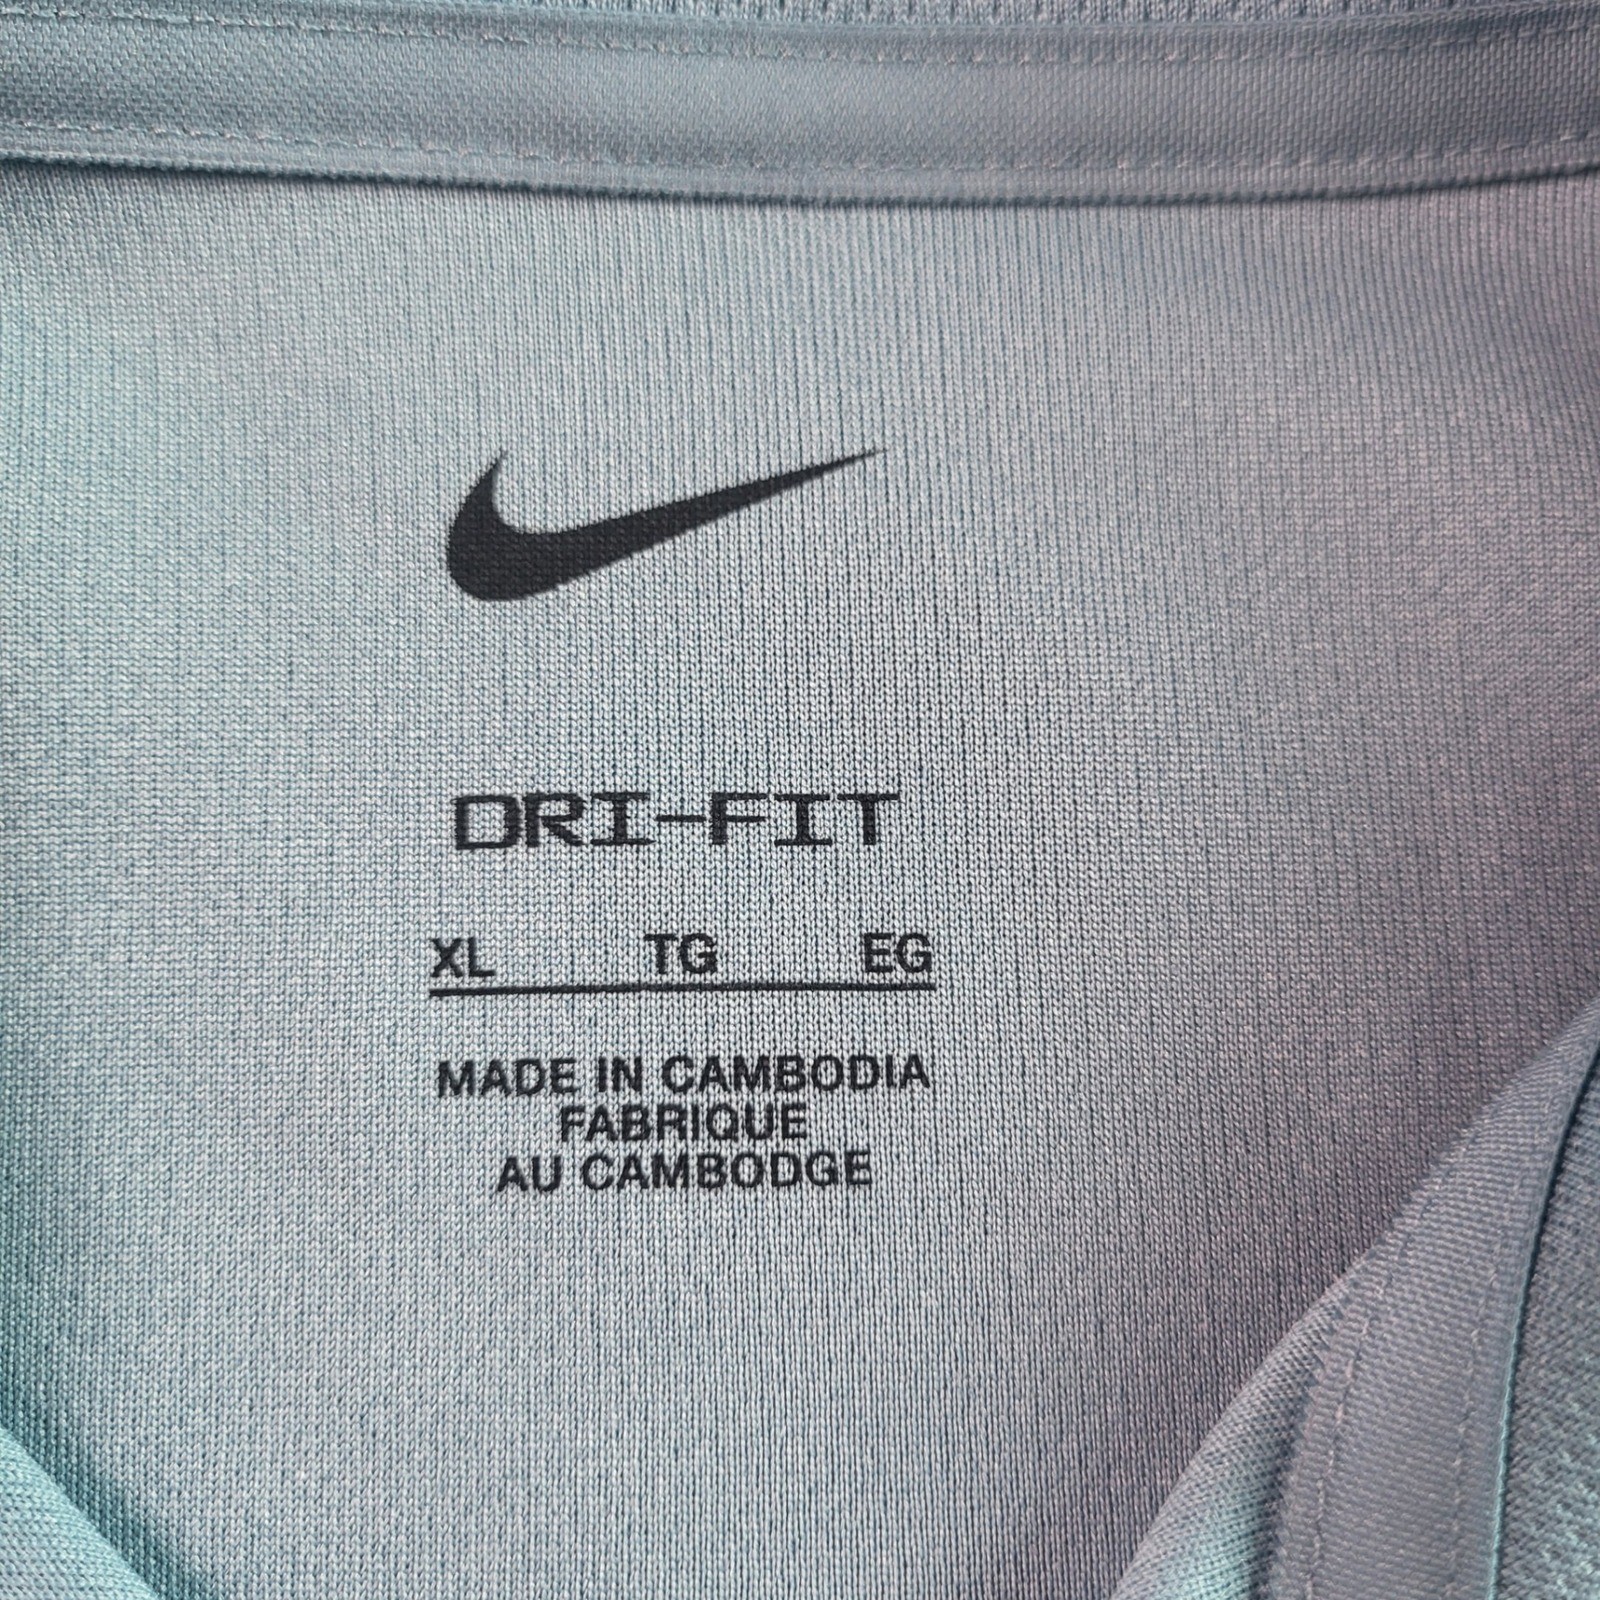 DRI-FIT
XL TG EG
MADE IN CAMBODIA
FABRIQUE
AU CAMBODGE